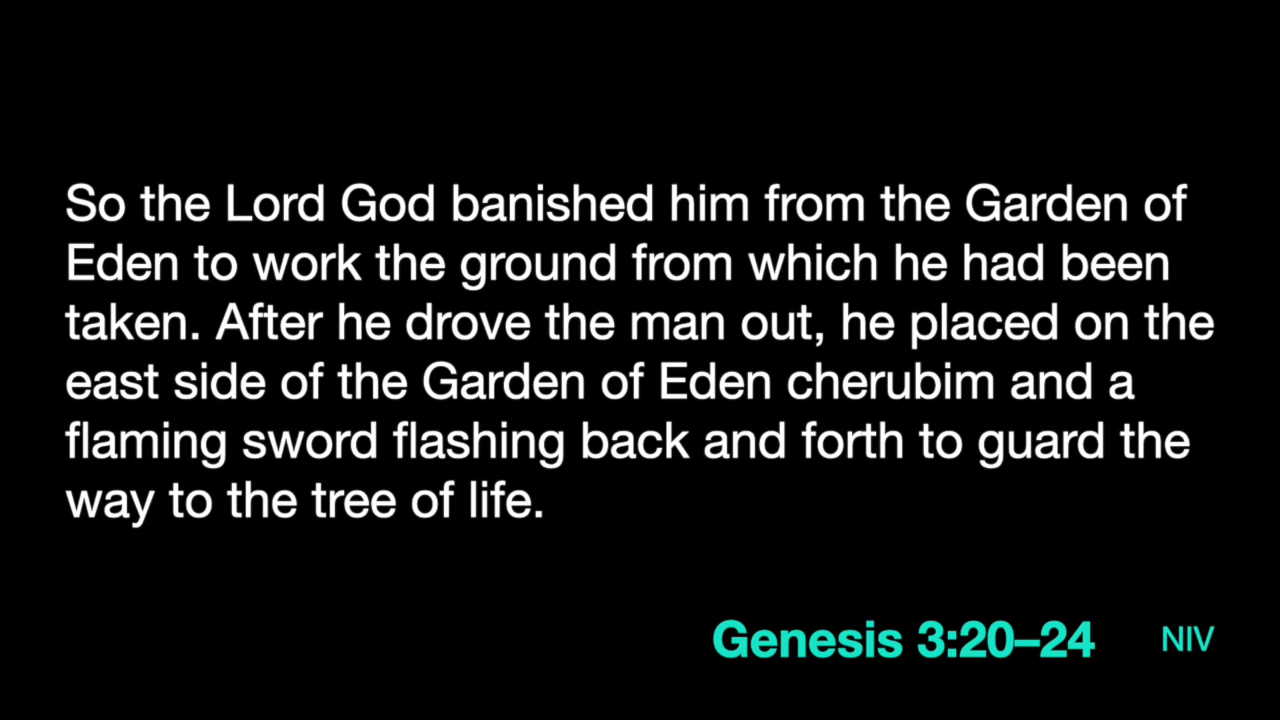 So the Lord God banished him from the Garden of
Eden to work the ground from which he had been
taken. After he drove the man out, he placed on the
east side of the Garden of Eden cherubim and a
flaming sword flashing back and forth to guard the
way to the tree of life.
Genesis 3:20–24 NIV